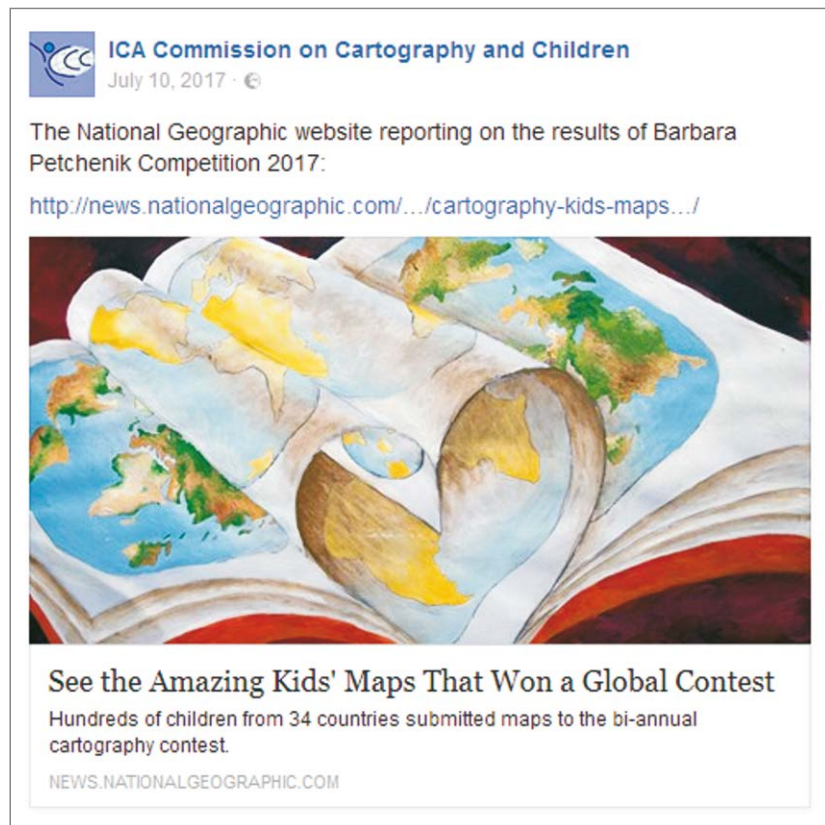 ICA Commission on Cartography and Children
July 10, 2017 ·
The National Geographic website reporting on the results of Barbara
Petchenik Competition 2017:
http://news.nationalgeographic.com/.../cartography-kids-maps.../
See the Amazing Kids' Maps That Won a Global Contest
Hundreds of children from 34 countries submitted maps to the bi-annual
cartography contest.
NEWS.NATIONALGEOGRAPHIC.COM